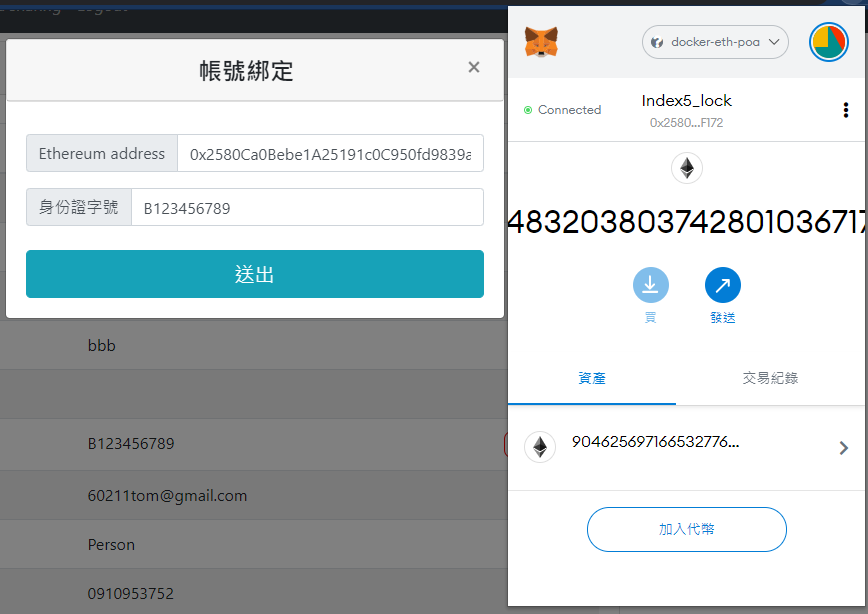 Logout
帳號綁定
×
Ethereum address 0x2580Ca0Bebe1A25191c0C950fd9839a
身份證字號 B123456789
送出
bbb
B123456789
60211tom@gmail.com
Person
0910953752
docker-eth-poa
Connected
Index5_lock
0x2580...F172
483203803742801036717
買
發送
資產
交易紀錄
904625697166532776...
加入代幣